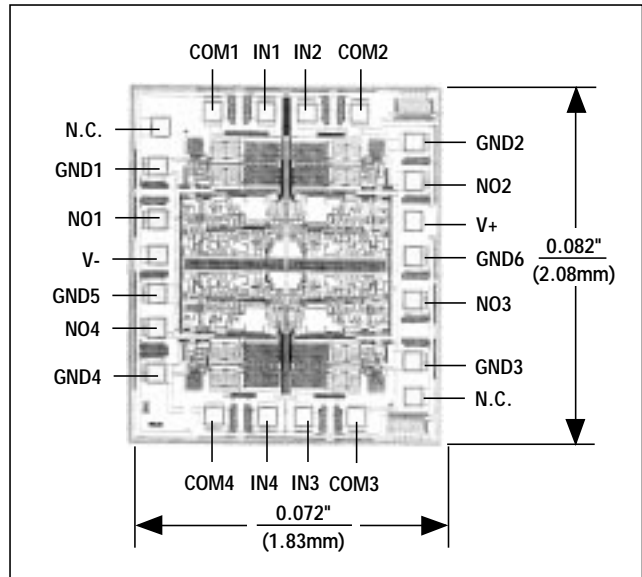 COM1 IN1 IN2 COM2
N.C.
GND1
NO1
V-
GND5
NO4
GND4
GND2
NO2
V+
GND6
NO3
GND3
N.C.
0.082"
(2.08mm)
COM4 IN4 IN3 COM3
0.072"
(1.83mm)